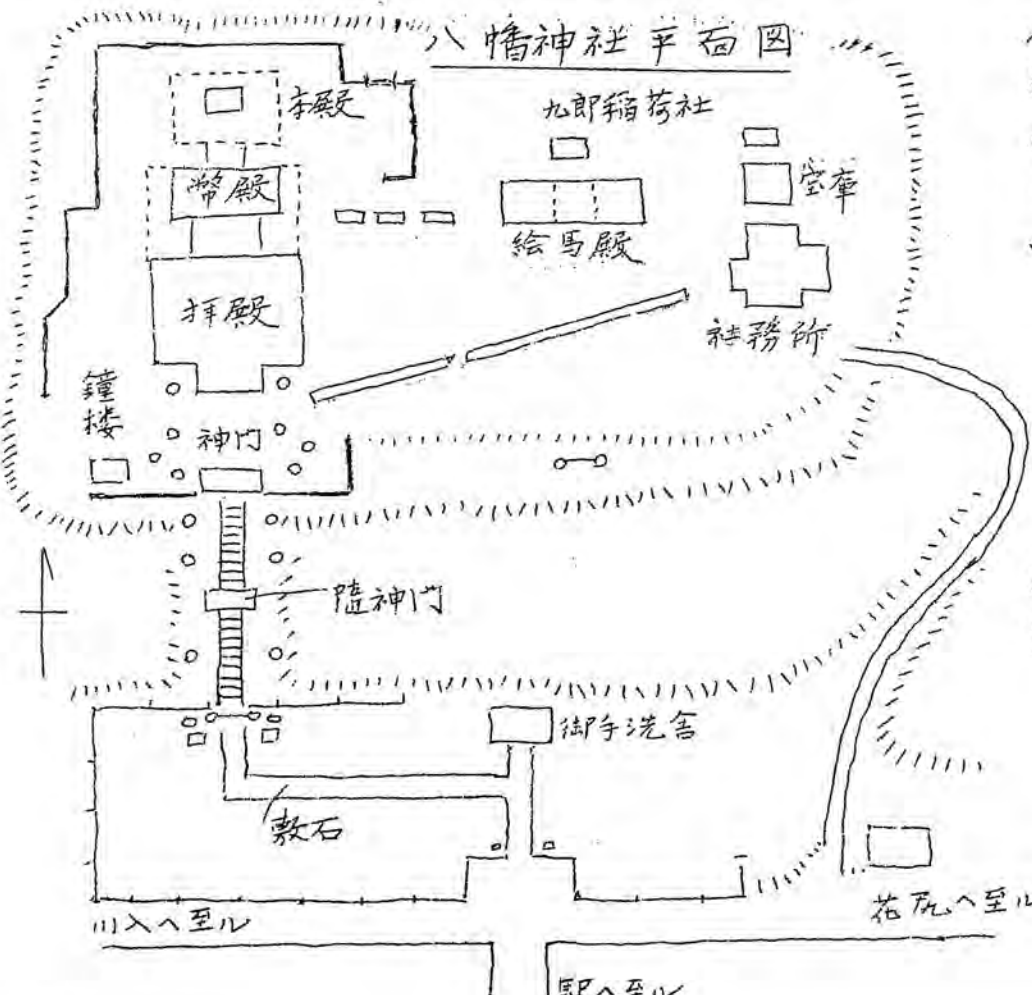 八幡神社平面図
本殿
九郎稲荷社
宝庫
幣殿
絵馬殿
拝殿
社務所
鐘楼
神門
隨神門
御手洗舎
敷石
川入へ至ル
花尻へ至ル
駅へ至ル